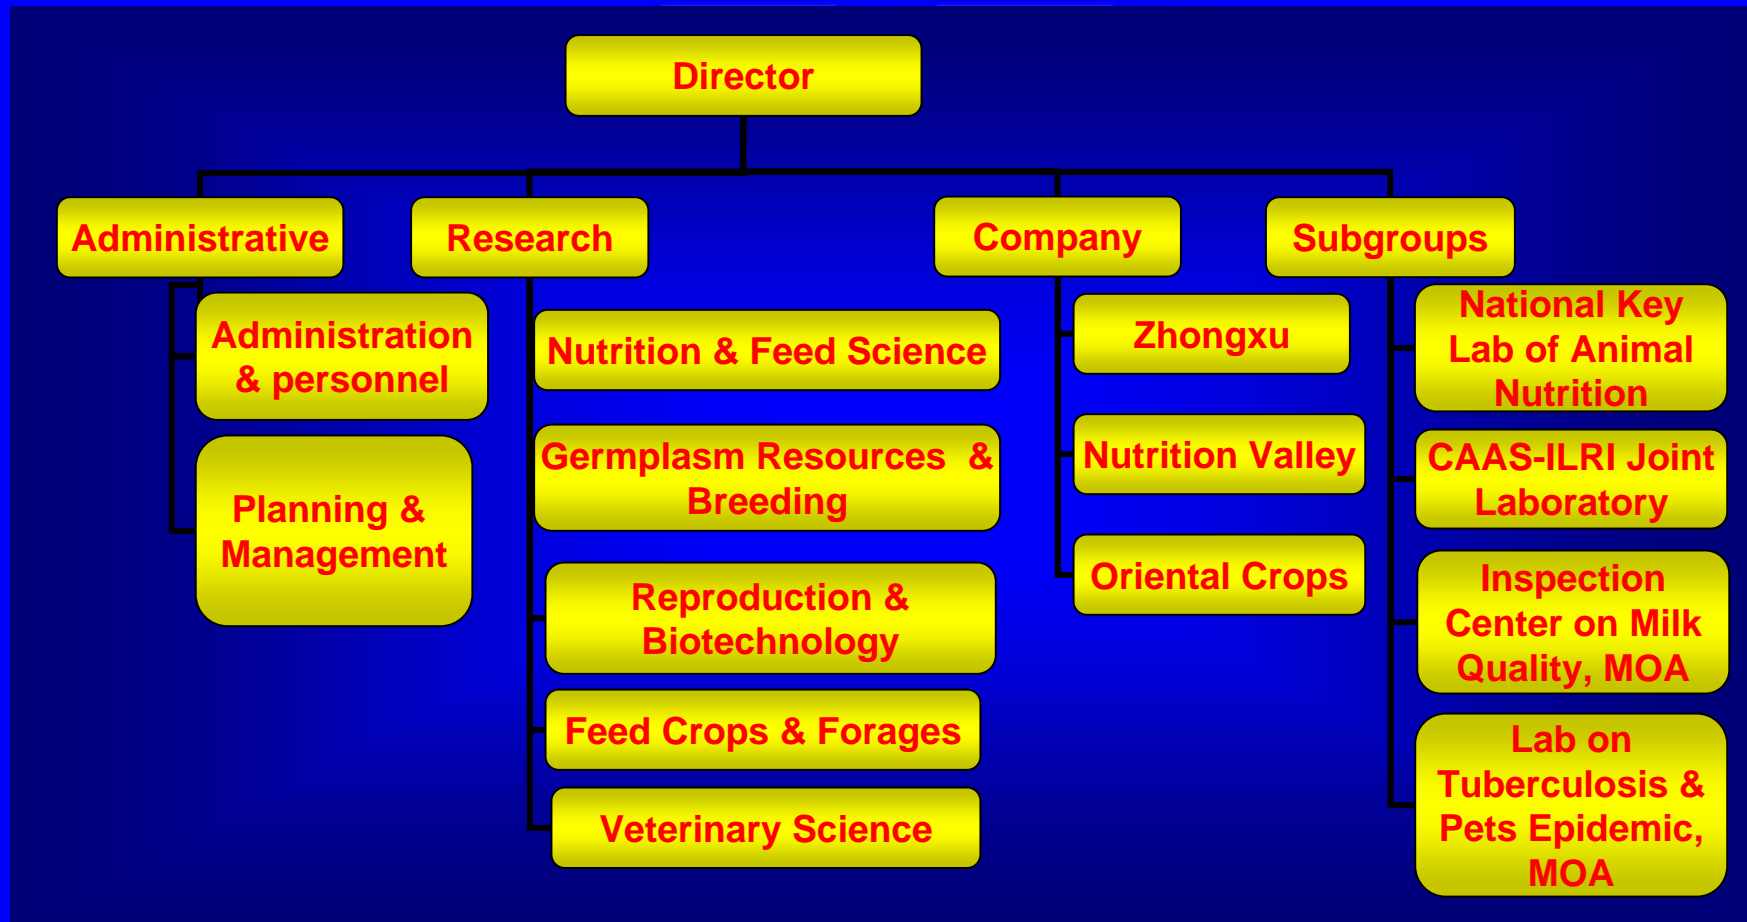 Director
Administrative
Research
Company
Subgroups
Administration
& personnel
Planning &
Management
Nutrition & Feed Science
Germplasm Resources &
Breeding
Reproduction &
Biotechnology
Feed Crops & Forages
Veterinary Science
Zhongxu
Nutrition Valley
Oriental Crops
National Key
Lab of Animal
Nutrition
CAAS-ILRI Joint
Laboratory
Inspection
Center on Milk
Quality, MOA
Lab on
Tuberculosis &
Pets Epidemic,
MOA